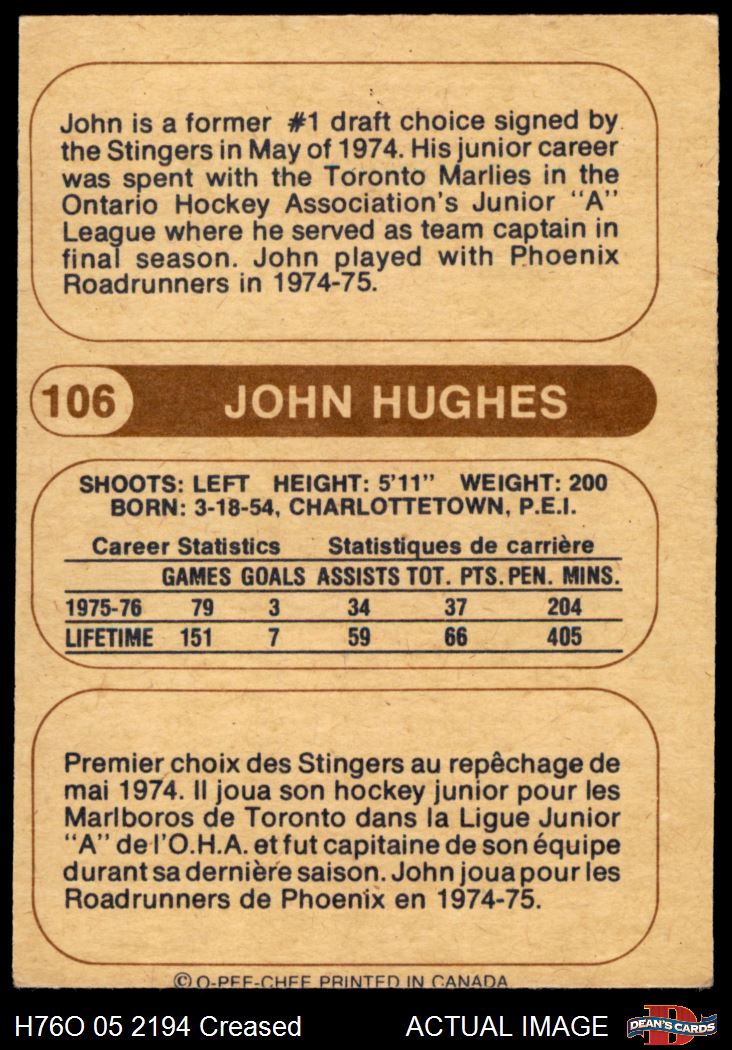 John is a former #1 draft choice signed by
the Stingers in May of 1974. His junior career
was spent with the Toronto Marlies in the
Ontario Hockey Association's Junior "A"
League where he served as team captain in
final season. John played with Phoenix
Roadrunners in 1974-75.
106 JOHN HUGHES
SHOOTS: LEFT HEIGHT: 5'11" WEIGHT: 200
BORN: 3-18-54, CHARLOTTETOWN, P.E.I.
Career Statistics Statistiques de carrière
GAMES GOALS ASSISTS TOT. PTS. PEN. MINS.
1975-76 79 3 34 37 204
LIFETIME 151 7 59 66 405
Premier choix des Stingers au repêchage de
mai 1974. Il joua son hockey junior pour les
Marlboros de Toronto dans la Ligue Junior
"A" de l'O.H.A. et fut capitaine de son équipe
durant sa dernière saison. John joua pour les
Roadrunners de Phoenix en 1974-75.
© O-PEE-CHEE PRINTED IN CANADA
H76O 05 2194 Creased ACTUAL IMAGE DEAN'S CARDS